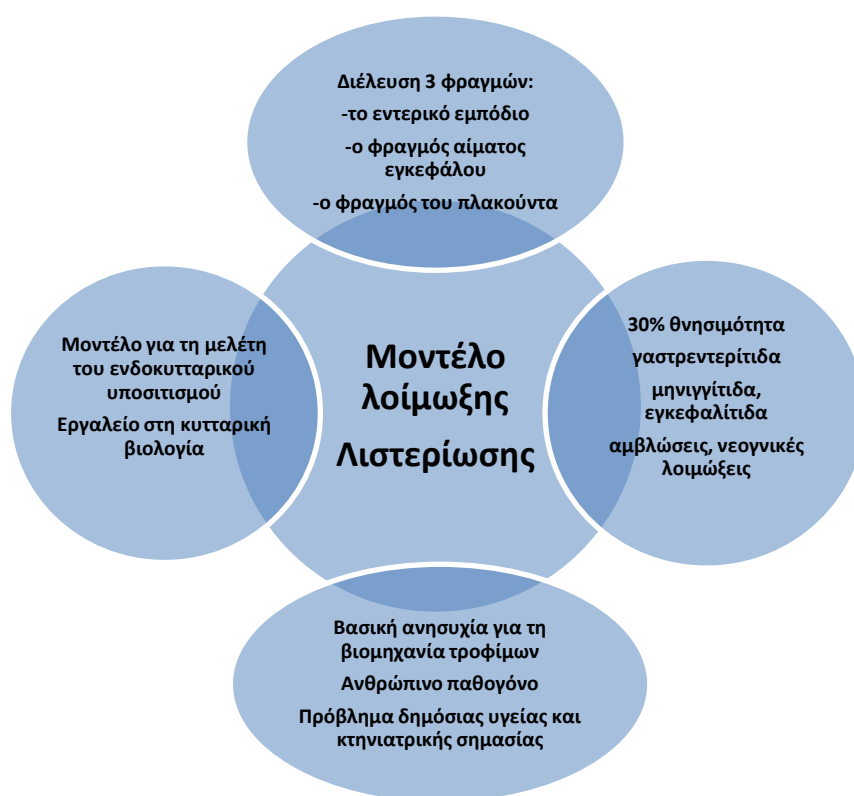 Διέλευση 3 φραγμών:
-το εντερικό εμπόδιο
-ο φραγμός αίματος
εγκεφάλου
-ο φραγμός του πλακούντα
Μοντέλο για τη μελέτη
του ενδοκυτταρικού
υποσιτισμού
Εργαλείο στη κυτταρική
βιολογία
Μοντέλο
λοίμωξης
Λιστερίωσης
30% θνησιμότητα
γαστρεντερίτιδα
μηνιγγίτιδα,
εγκεφαλίτιδα
αμβλώσεις, νεογνικές
λοιμώξεις
Βασική ανησυχία για τη
βιομηχανία τροφίμων
Ανθρώπινο παθογόνο
Πρόβλημα δημόσιας υγείας και
κτηνιατρικής σημασίας